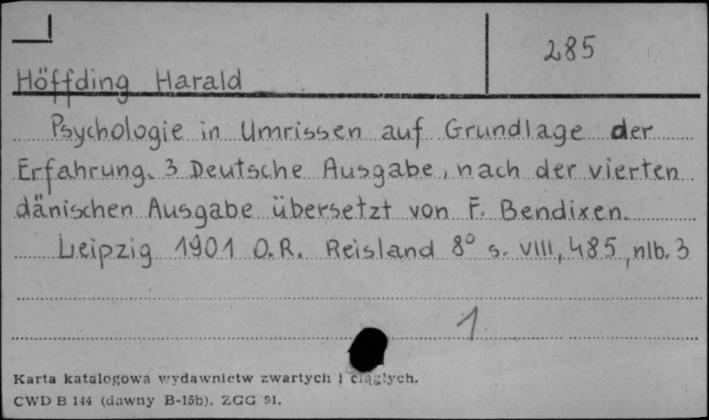 285
Höffding Harald
Psychologie in Umrissen auf Grundlage der
Erfahrung. 3 Deutsche Ausgabe, nach der vierten
dänischen Ausgabe übersetzt von F. Bendixen.
Leipzig 1901 O.R. Reisland 8° s. VIII, 485, nlb. 3
1
Karta katalogowa wydawnictw zwartych i ciągłych.
CWD B 144 (dawny B-15b). ZGG 91.